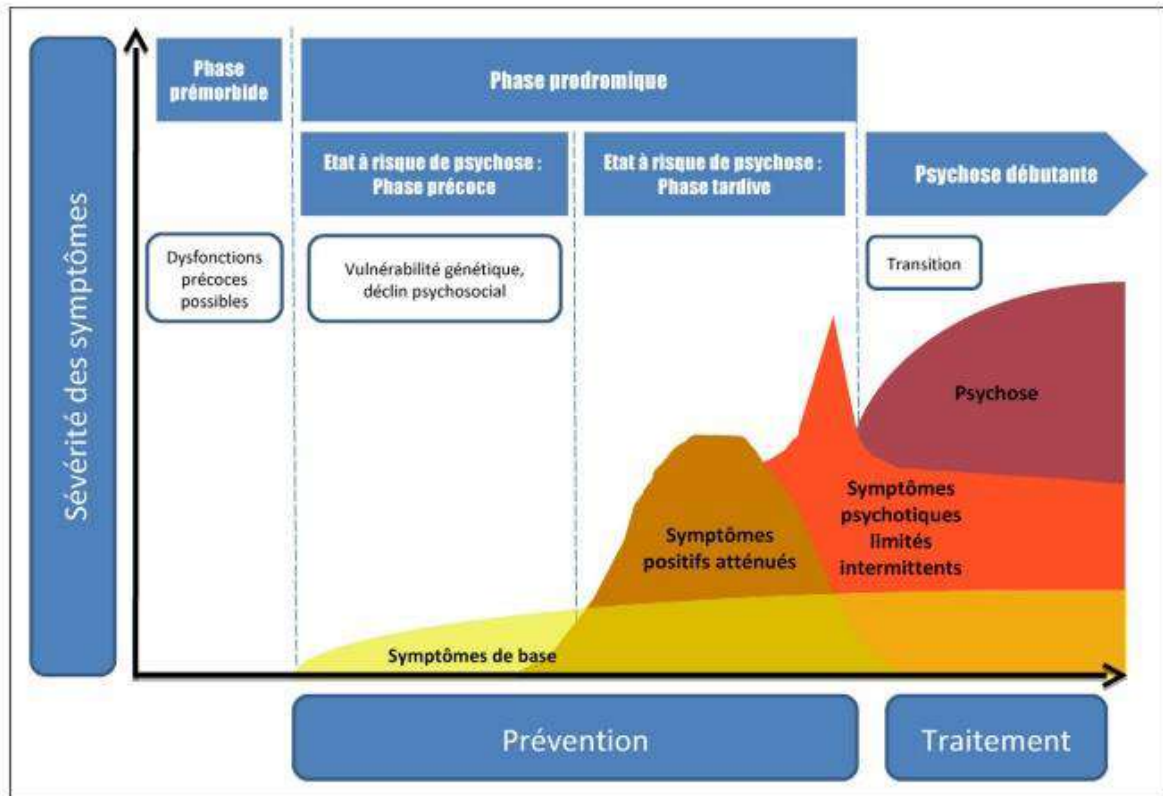 Sévérité des symptômes
Phase
prémorbide
Phase prodromique
Etat à risque de psychose :
Phase précoce
Etat à risque de psychose :
Phase tardive
Psychose débutante
Dysfonctions
précoces
possibles
Vulnérabilité génétique,
déclin psychosocial
Transition
Psychose
Symptômes
positifs atténués
Symptômes
psychotiques
limités
intermittents
Symptômes de base
Prévention
Traitement